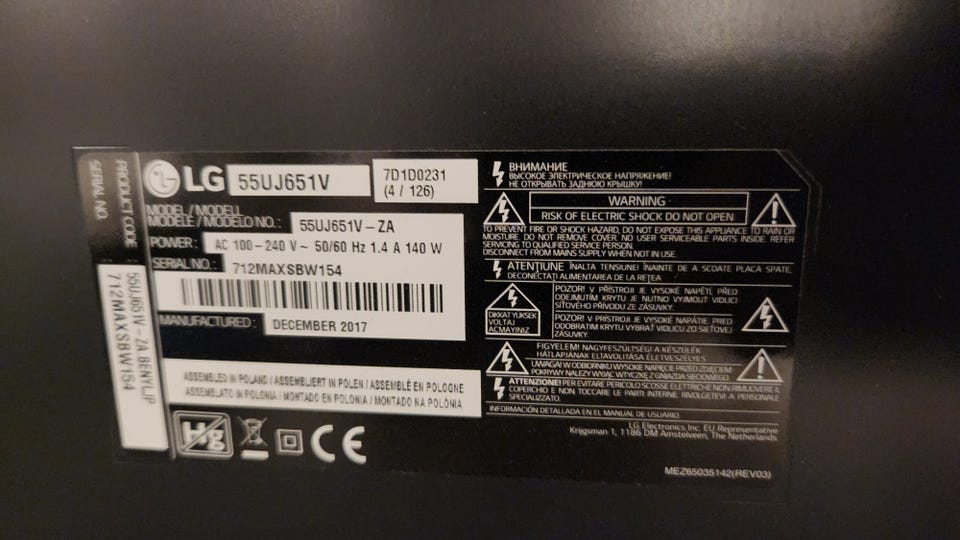 SERIAL NO
PRODUCT CODE
712MAXSBW154
55UJ651V-ZA BENYLJP
LG 55UJ651V
7D1D0231
(4 / 126)
MODEL / MODELL
MODELE / MODELO NO.: 55UJ651V-ZA
POWER: AC 100-240 V~ 50/60 Hz 1.4 A 140 W
SERIAL NO.: 712MAXSBW154
MANUFACTURED: DECEMBER 2017
ASSEMBLED IN POLAND / ASSEMBLIERT IN POLEN / ASSEMBLÉ EN POLOGNE
ASSEMBLATO IN POLONIA / MONTADO EN POLONIA / MONTADO NA POLÓNIA
Hg
CE
ВНИМАНИЕ
ВЫСОКОЕ ЭЛЕКТРИЧЕСКОЕ НАПРЯЖЕНИЕ!
НЕ ОТКРЫВАТЬ ЗАДНЮЮ КРЫШКУ!
WARNING
RISK OF ELECTRIC SHOCK DO NOT OPEN
TO PREVENT FIRE OR SHOCK HAZARD, DO NOT EXPOSE THIS APPLIANCE TO RAIN OR
MOISTURE. DO NOT REMOVE COVER. NO USER SERVICEABLE PARTS INSIDE. REFER
SERVICING TO QUALIFIED SERVICE PERSON.
DISCONNECT FROM MAINS SUPPLY WHEN NOT IN USE.
ATENȚIUNE ÎNALTA TENSIUNE! ÎNAINTE DE A SCOATE PLACA SPATE,
DECONECTAȚI ALIMENTAREA DE LA REȚEA
DIKKAT YÜKSEK
VOLTAJ
AÇMAYINIZ
POZOR! V PŘÍSTROJI JE VYSOKÉ NAPĚTÍ. PŘED
ODEJMUTÍM KRYTU JE NUTNO VYJMOUT VIDLICI
SÍŤOVÉHO PŘÍVODU ZE ZÁSUVKY.
POZOR! V PRÍSTROJI JE VYSOKÉ NAPÄTIE. PRED
ODOBRATIM KRYTU VYBRAŤ VIDLICU ZO SIEŤOVEJ
ZÁSUVKY.
FIGYELEM! NAGYFESZÜLTSÉG! A KÉSZÜLÉK
HÁTLAPJÁNAK ELTÁVOLÍTÁSA ÉLETVESZÉLYES
UWAGA! W ODBIORNIKU WYSOKIE NAPIĘCIE PRZED ZDJĘCIEM
POKRYWY NALEŻY WYJĄĆ WTYCZKĘ Z GNIAZDA SIECIOWEGO
ATTENZIONE! PER EVITARE PERICOLO SCOSSE ELETTRICHE NON RIMUOVERE IL
COPERCHIO E NON TOCCARE LE PARTI INTERNE. RIVOLGETEVI A PERSONALE
SPECIALIZZATO.
INFORMACIÓN DETALLADA EN EL MANUAL DE USUARIO.
LG Electronics Inc. EU Representative
Krijgsman 1, 1186 DM Amstelveen, The Netherlands
MEZ65035142(REV03)